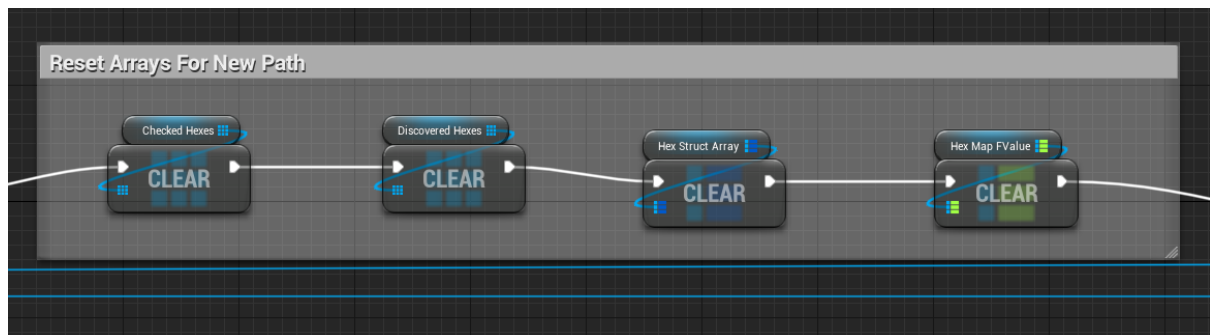 Reset Arrays For New Path
Checked Hexes
Discovered Hexes
Hex Struct Array
Hex Map FValue
CLEAR
CLEAR
CLEAR
CLEAR